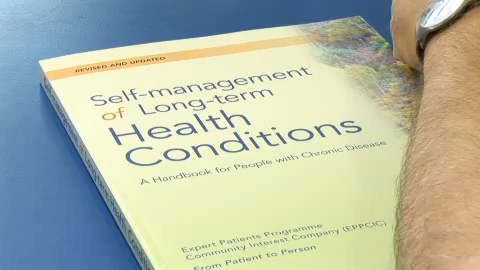 REVISED AND UPDATED
Self-management
of Long-term
Health
Conditions
A Handbook for People with Chronic Disease
Expert Patients Programme
Community Interest Company (EPPCIC)
From Patient to Person